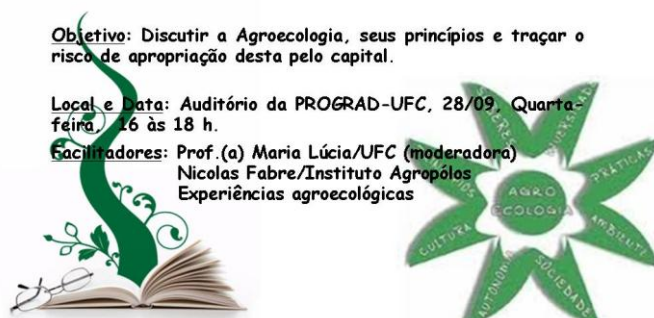 Objetivo: Discutir a Agroecologia, seus princípios e traçar o
risco de apropriação desta pelo capital.
Local e Data: Auditório da PROGRAD-UFC, 28/09, Quarta-
feira, 16 às 18 h.
Facilitadores: Prof.(a) Maria Lúcia/UFC (moderadora)
Nicolas Fabre/Instituto Agropólos
Experiências agroecológicas
SABERES
DIVERSIDADE
PRÁTICAS
AMBIENTE
SOCIEDADE
AUTONOMIA
CULTURA
AGRO
ECOLOGIA